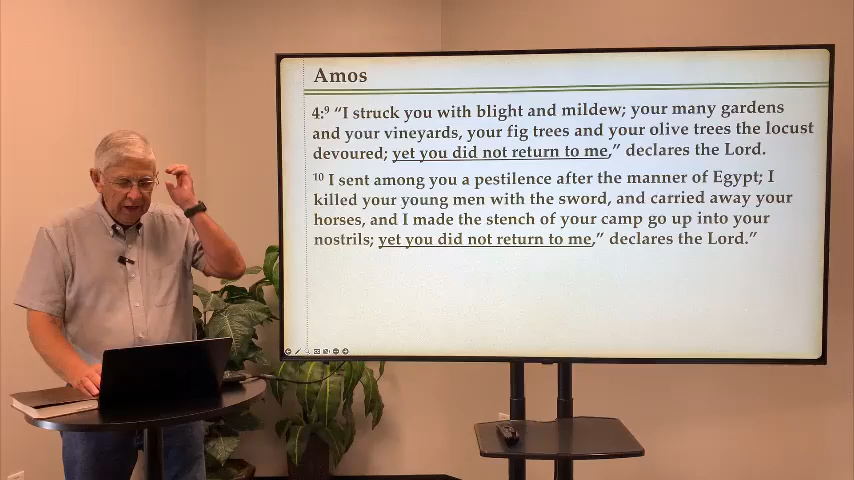 Amos
4:⁹ “I struck you with blight and mildew; your many gardens
and your vineyards, your fig trees and your olive trees the locust
devoured; yet you did not return to me,” declares the Lord.
¹⁰ I sent among you a pestilence after the manner of Egypt; I
killed your young men with the sword, and carried away your
horses, and I made the stench of your camp go up into your
nostrils; yet you did not return to me,” declares the Lord.”